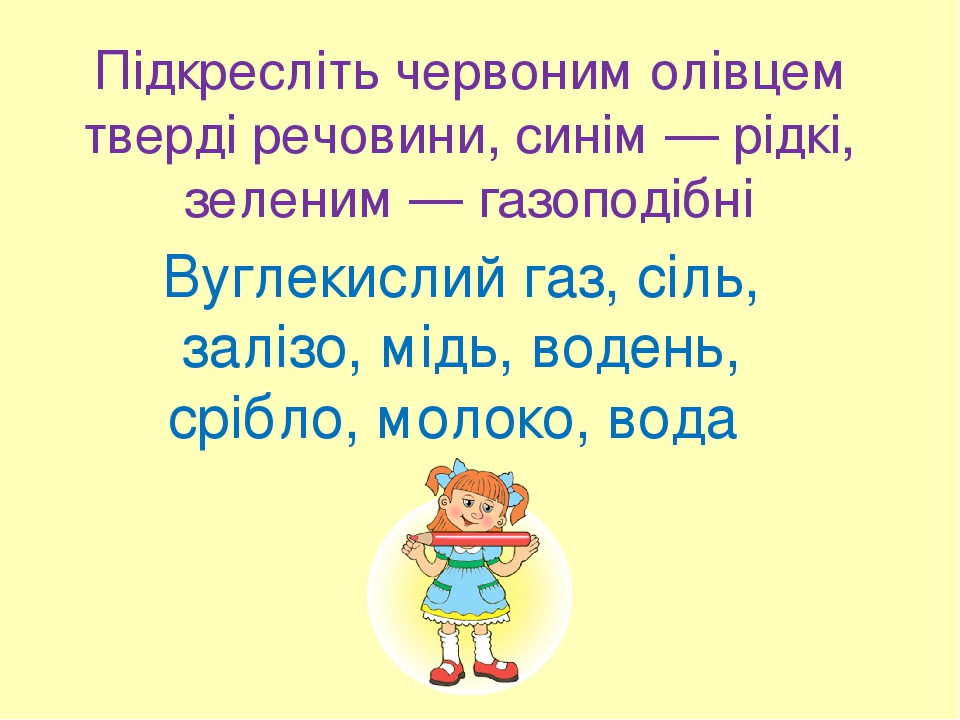 Підкресліть червоним олівцем
тверді речовини, синім — рідкі,
зеленим — газоподібні
Вуглекислий газ, сіль,
залізо, мідь, водень,
срібло, молоко, вода